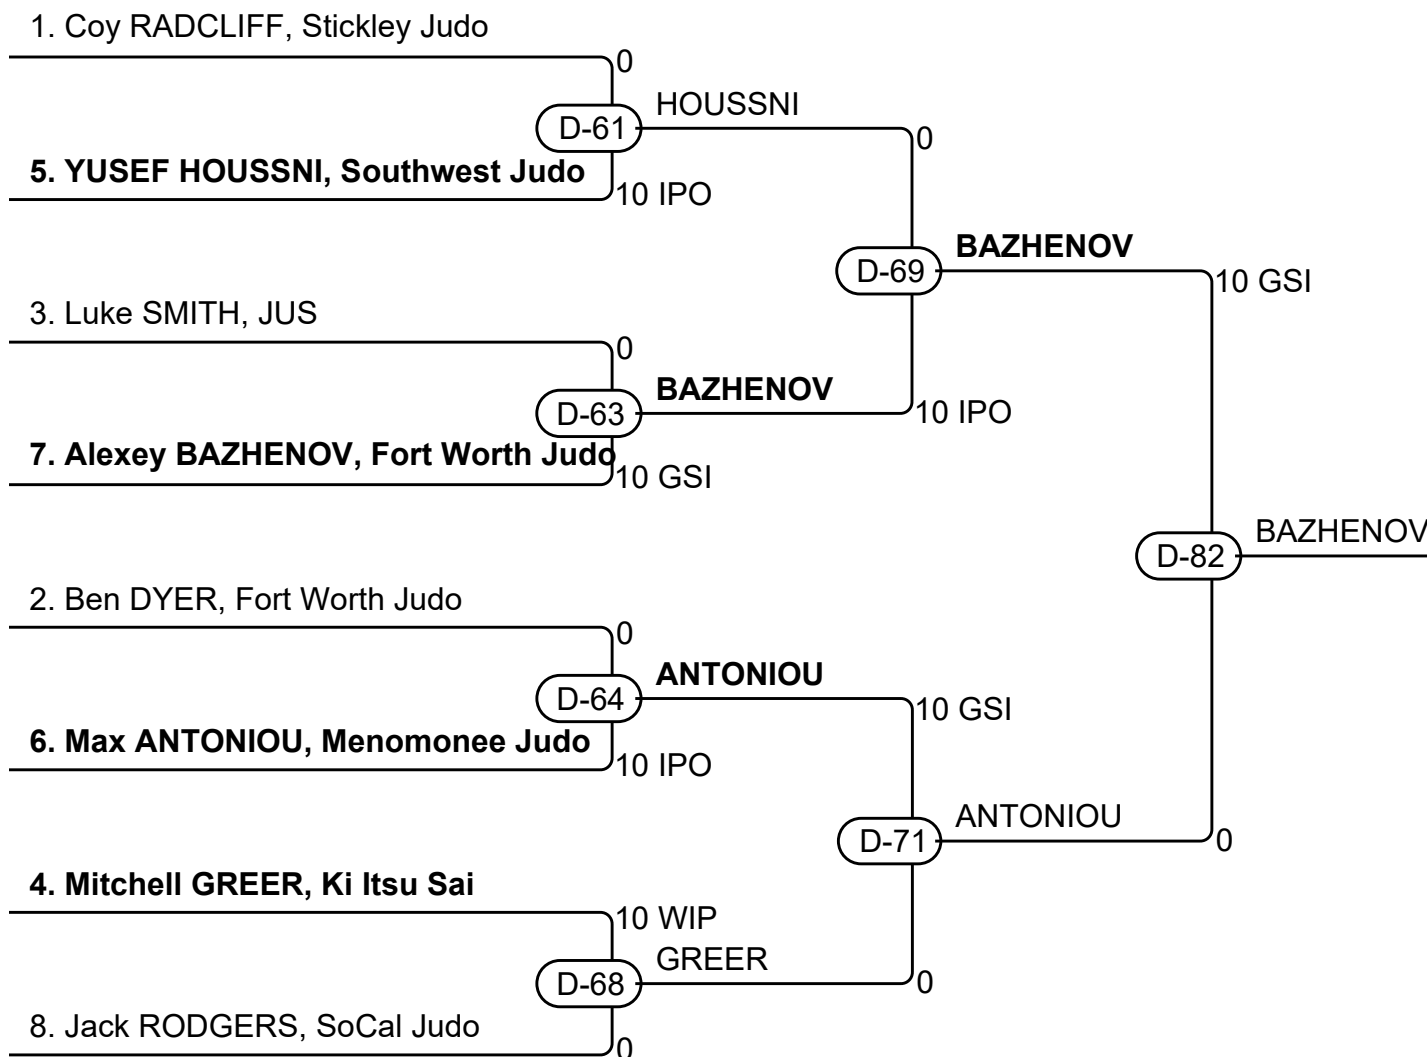 1. Coy RADCLIFF, Stickley Judo
0
HOUSSNI
D-61
0
5. YUSEF HOUSSNI, Southwest Judo
10 IPO
BAZHENOV
D-69
10 GSI
3. Luke SMITH, JUS
0
BAZHENOV
D-63
10 IPO
7. Alexey BAZHENOV, Fort Worth Judo
10 GSI
BAZHENOV
D-82
2. Ben DYER, Fort Worth Judo
0
ANTONIOU
D-64
10 GSI
6. Max ANTONIOU, Menomonee Judo
10 IPO
ANTONIOU
D-71
0
4. Mitchell GREER, Ki Itsu Sai
10 WIP
GREER
D-68
0
8. Jack RODGERS, SoCal Judo
0